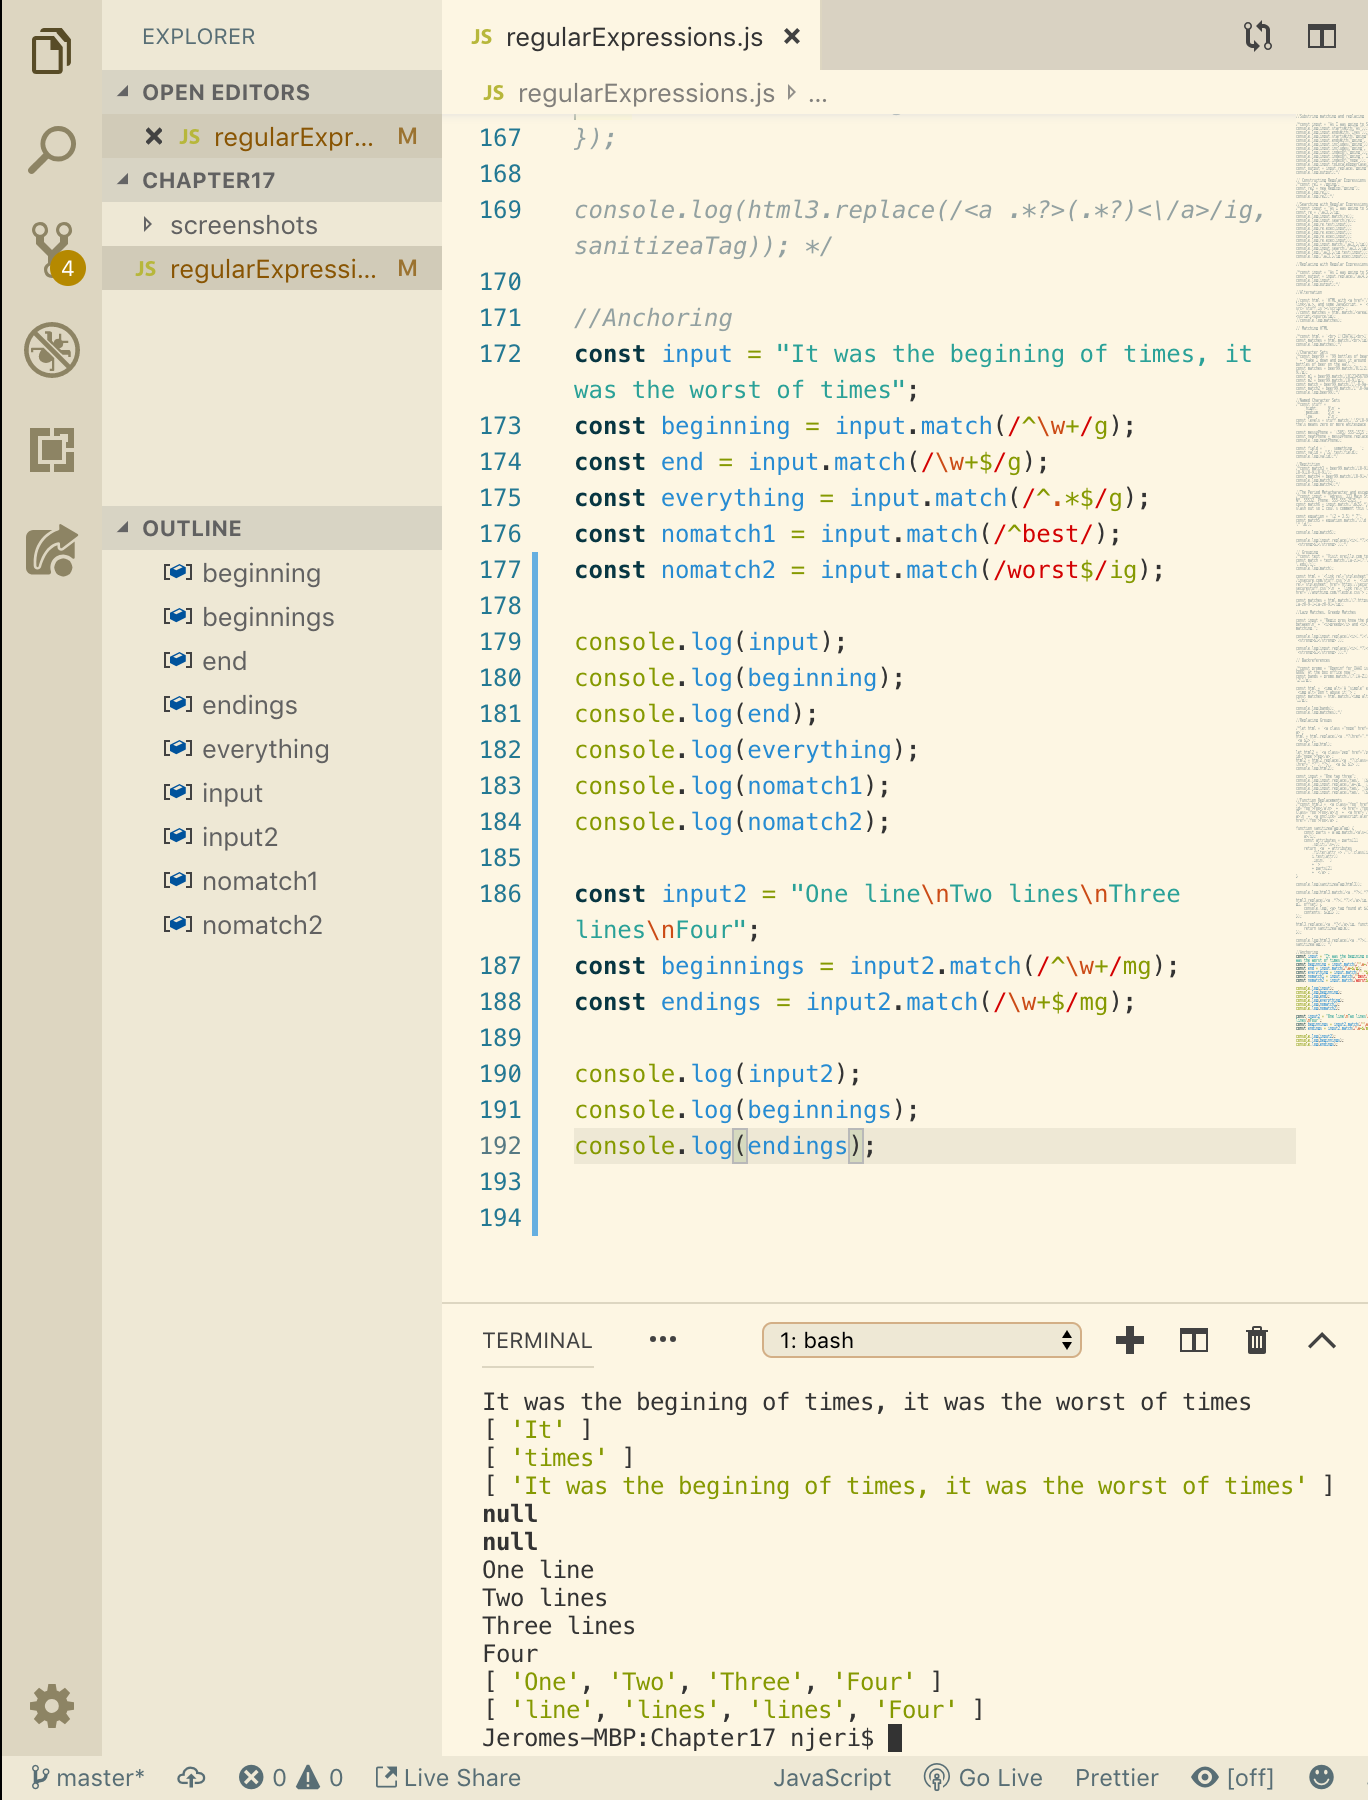 EXPLORER
OPEN EDITORS
JS regularExpr... M
CHAPTER17
screenshots
JS regularExpressi... M
4
OUTLINE
beginning
beginnings
end
endings
everything
input
input2
nomatch1
nomatch2
JS regularExpressions.js
JS regularExpressions.js ...
167 });
168
169 console.log(html3.replace(/<a .*?>(.*?)<\/a>/ig,
sanitizeaTag)); */
170
171 //Anchoring
172 const input = "It was the begining of times, it
was the worst of times";
173 const beginning = input.match(/^\w+/g);
174 const end = input.match(/\w+$/g);
175 const everything = input.match(/^.*$/g);
176 const nomatch1 = input.match(/^best/);
177 const nomatch2 = input.match(/worst$/ig);
178
179 console.log(input);
180 console.log(beginning);
181 console.log(end);
182 console.log(everything);
183 console.log(nomatch1);
184 console.log(nomatch2);
185
186 const input2 = "One line\nTwo lines\nThree
lines\nFour";
187 const beginnings = input2.match(/^\w+/mg);
188 const endings = input2.match(/\w+$/mg);
189
190 console.log(input2);
191 console.log(beginnings);
192 console.log(endings);
193
194
TERMINAL ... 1: bash
It was the begining of times, it was the worst of times
[ 'It' ]
[ 'times' ]
[ 'It was the begining of times, it was the worst of times' ]
null
null
One line
Two lines
Three lines
Four
[ 'One', 'Two', 'Three', 'Four' ]
[ 'line', 'lines', 'lines', 'Four' ]
Jeromes-MBP:Chapter17 njeri$
master* 0 0 Live Share JavaScript Go Live Prettier [off]